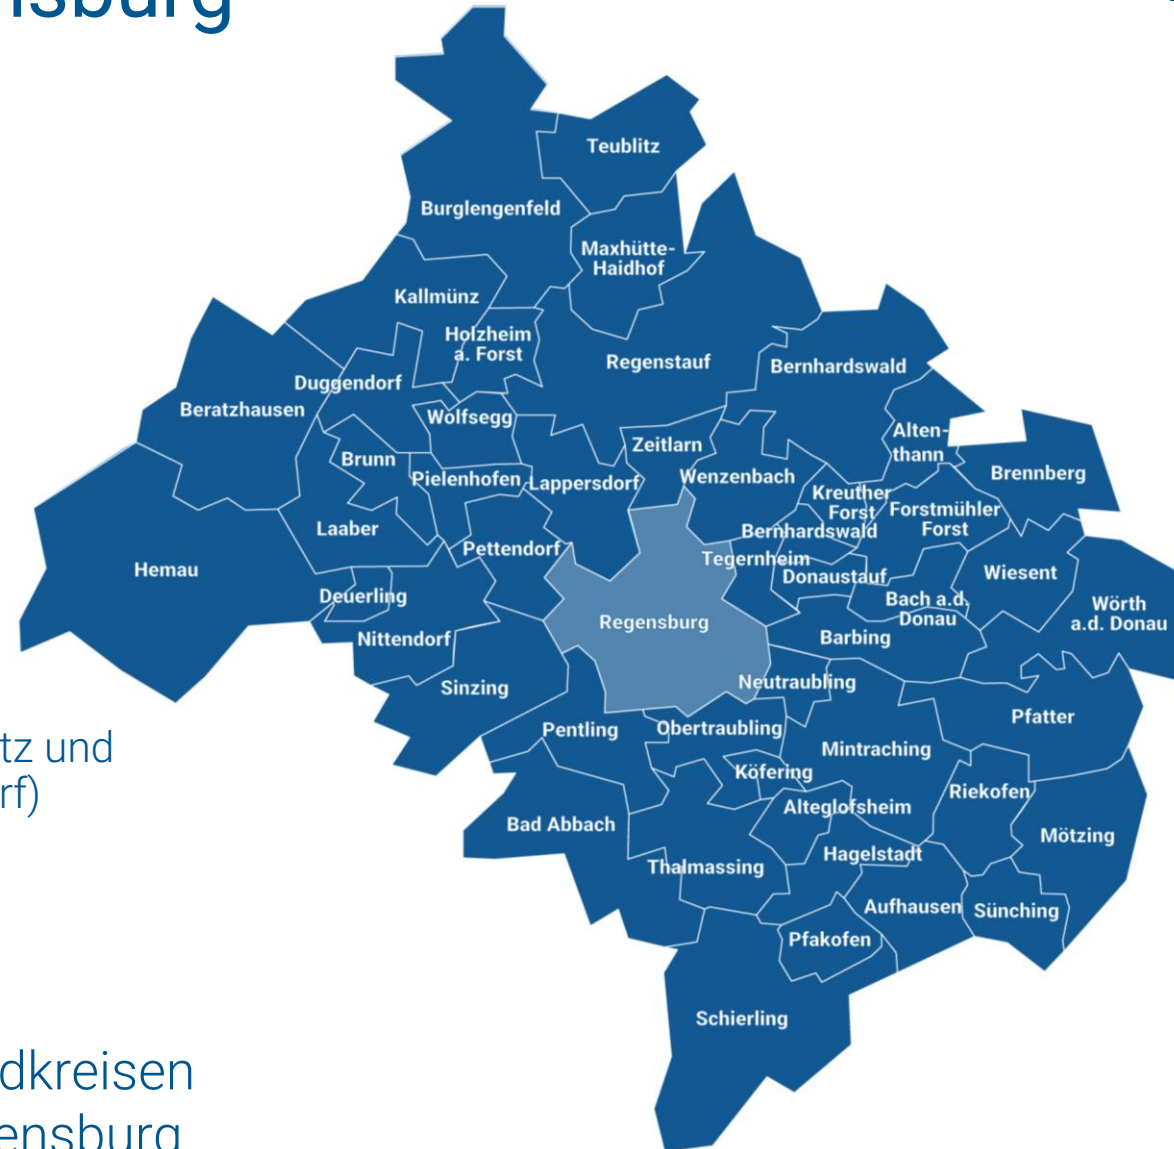 nsburg
Teublitz
Burglengenfeld
Maxhütte-
Haidhof
Kallmünz
Holzheim
a. Forst
Regenstauf
Bernhardswald
Duggendorf
Beratzhausen
Wolfsegg
Alten-
thann
Zeitlarn
Brunn
Brennberg
Pielenhofen
Lappersdorf
Wenzenbach
Kreuther
Forst
Forstmühler
Forst
Laaber
Bernhardswald
Pettendorf
Tegernheim
Hemau
Donaustauf
Wiesent
Deuerling
Bach a.d.
Donau
Wörth
a.d. Donau
Regensburg
Nittendorf
Barbing
Sinzing
Neutraubling
Pfatter
Pentling
Obertraubling
Mintraching
tz und
rf)
Köfering
Riekofen
Alteglofsheim
Bad Abbach
Mötzing
Hagelstadt
Thalmassing
Aufhausen
Sünching
Pfakofen
Schierling
dkreisen
ensburg